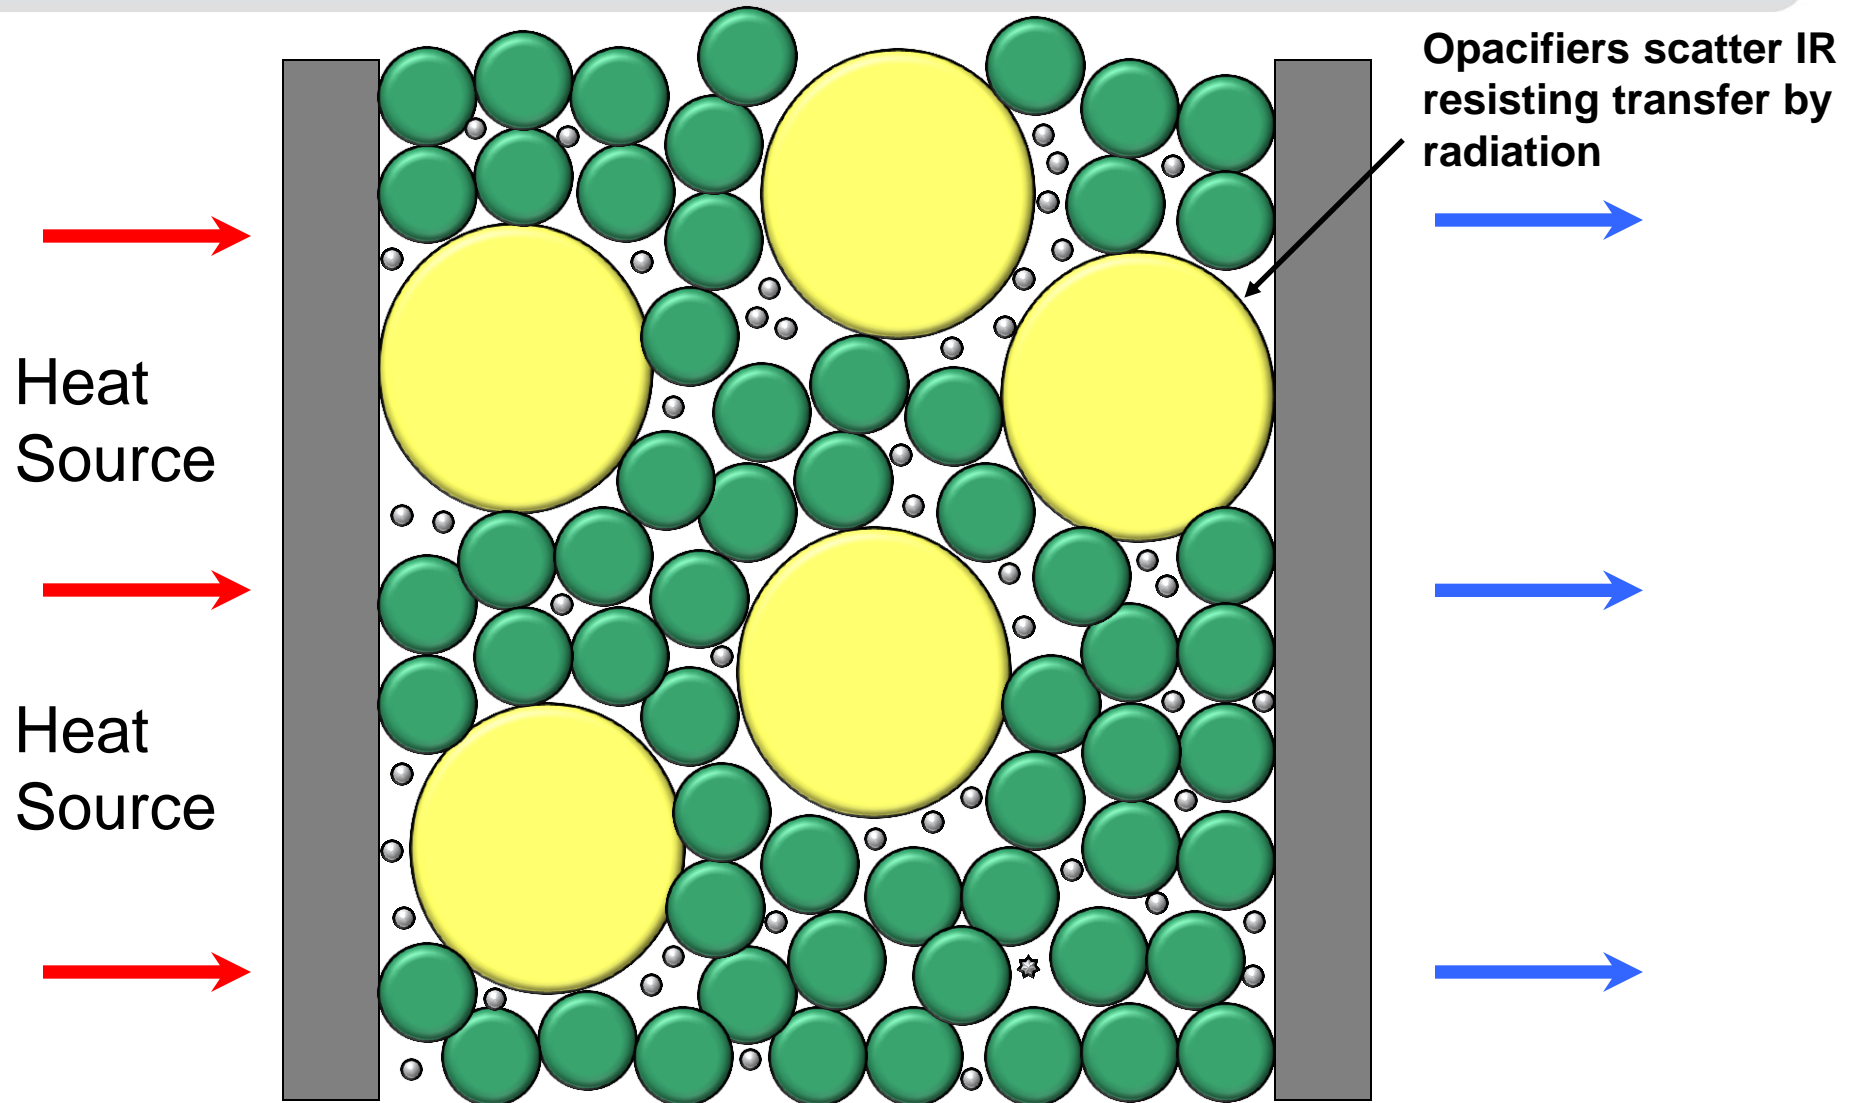 Opacifiers scatter IR
resisting transfer by
radiation
Heat
Source
Heat
Source